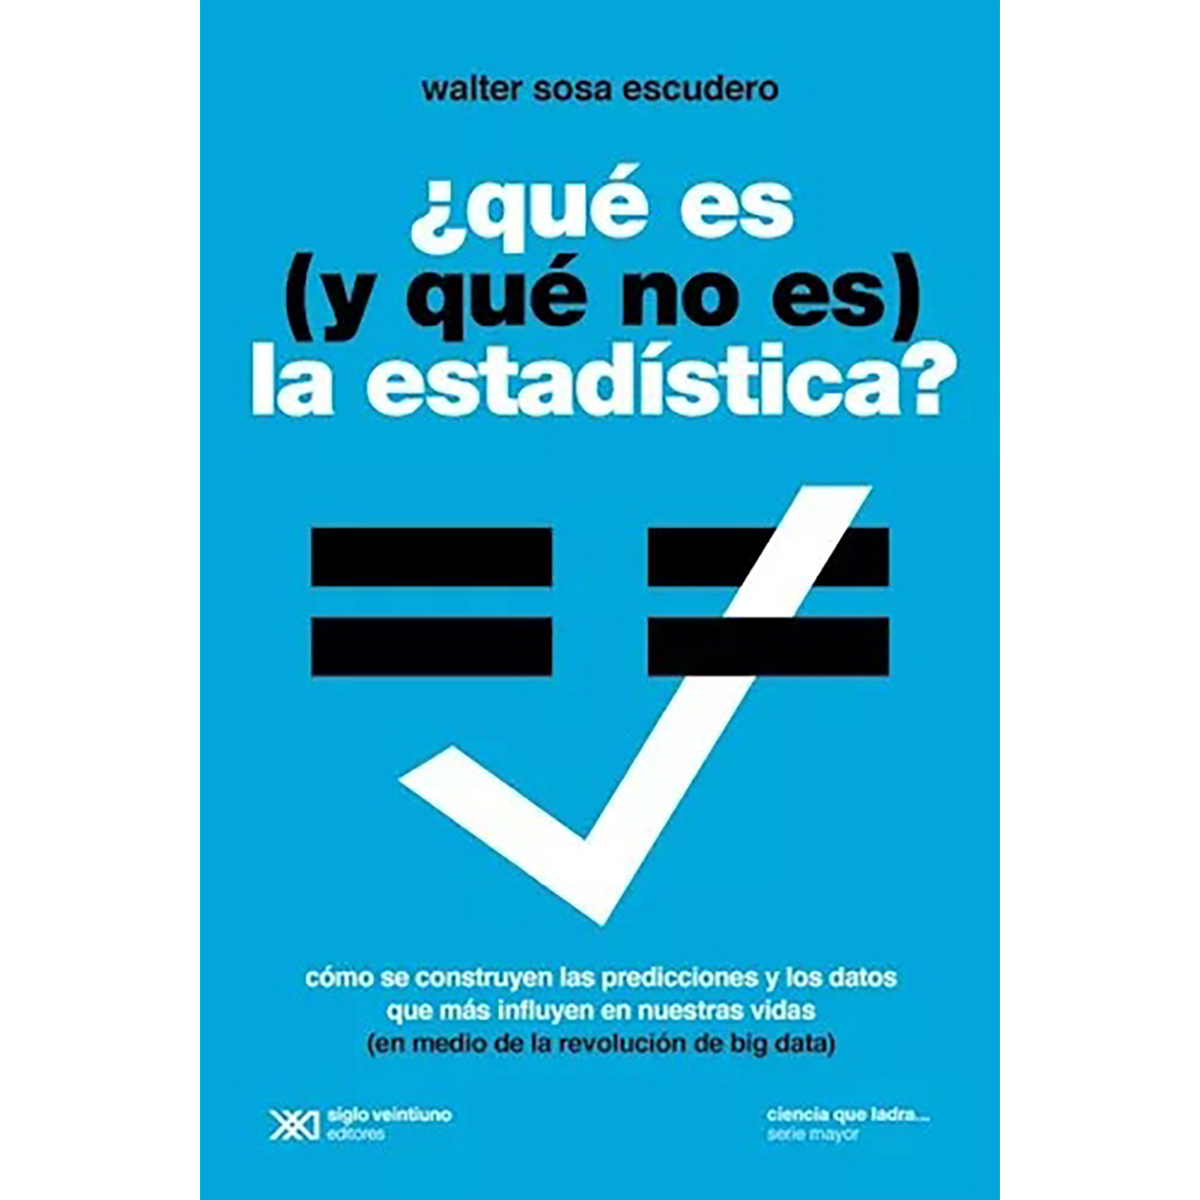 walter sosa escudero
¿qué es
(y qué no es)
la estadística?
cómo se construyen las predicciones y los datos
que más influyen en nuestras vidas
(en medio de la revolución de big data)
siglo veintiuno
editores
ciencia que ladra...
serie mayor